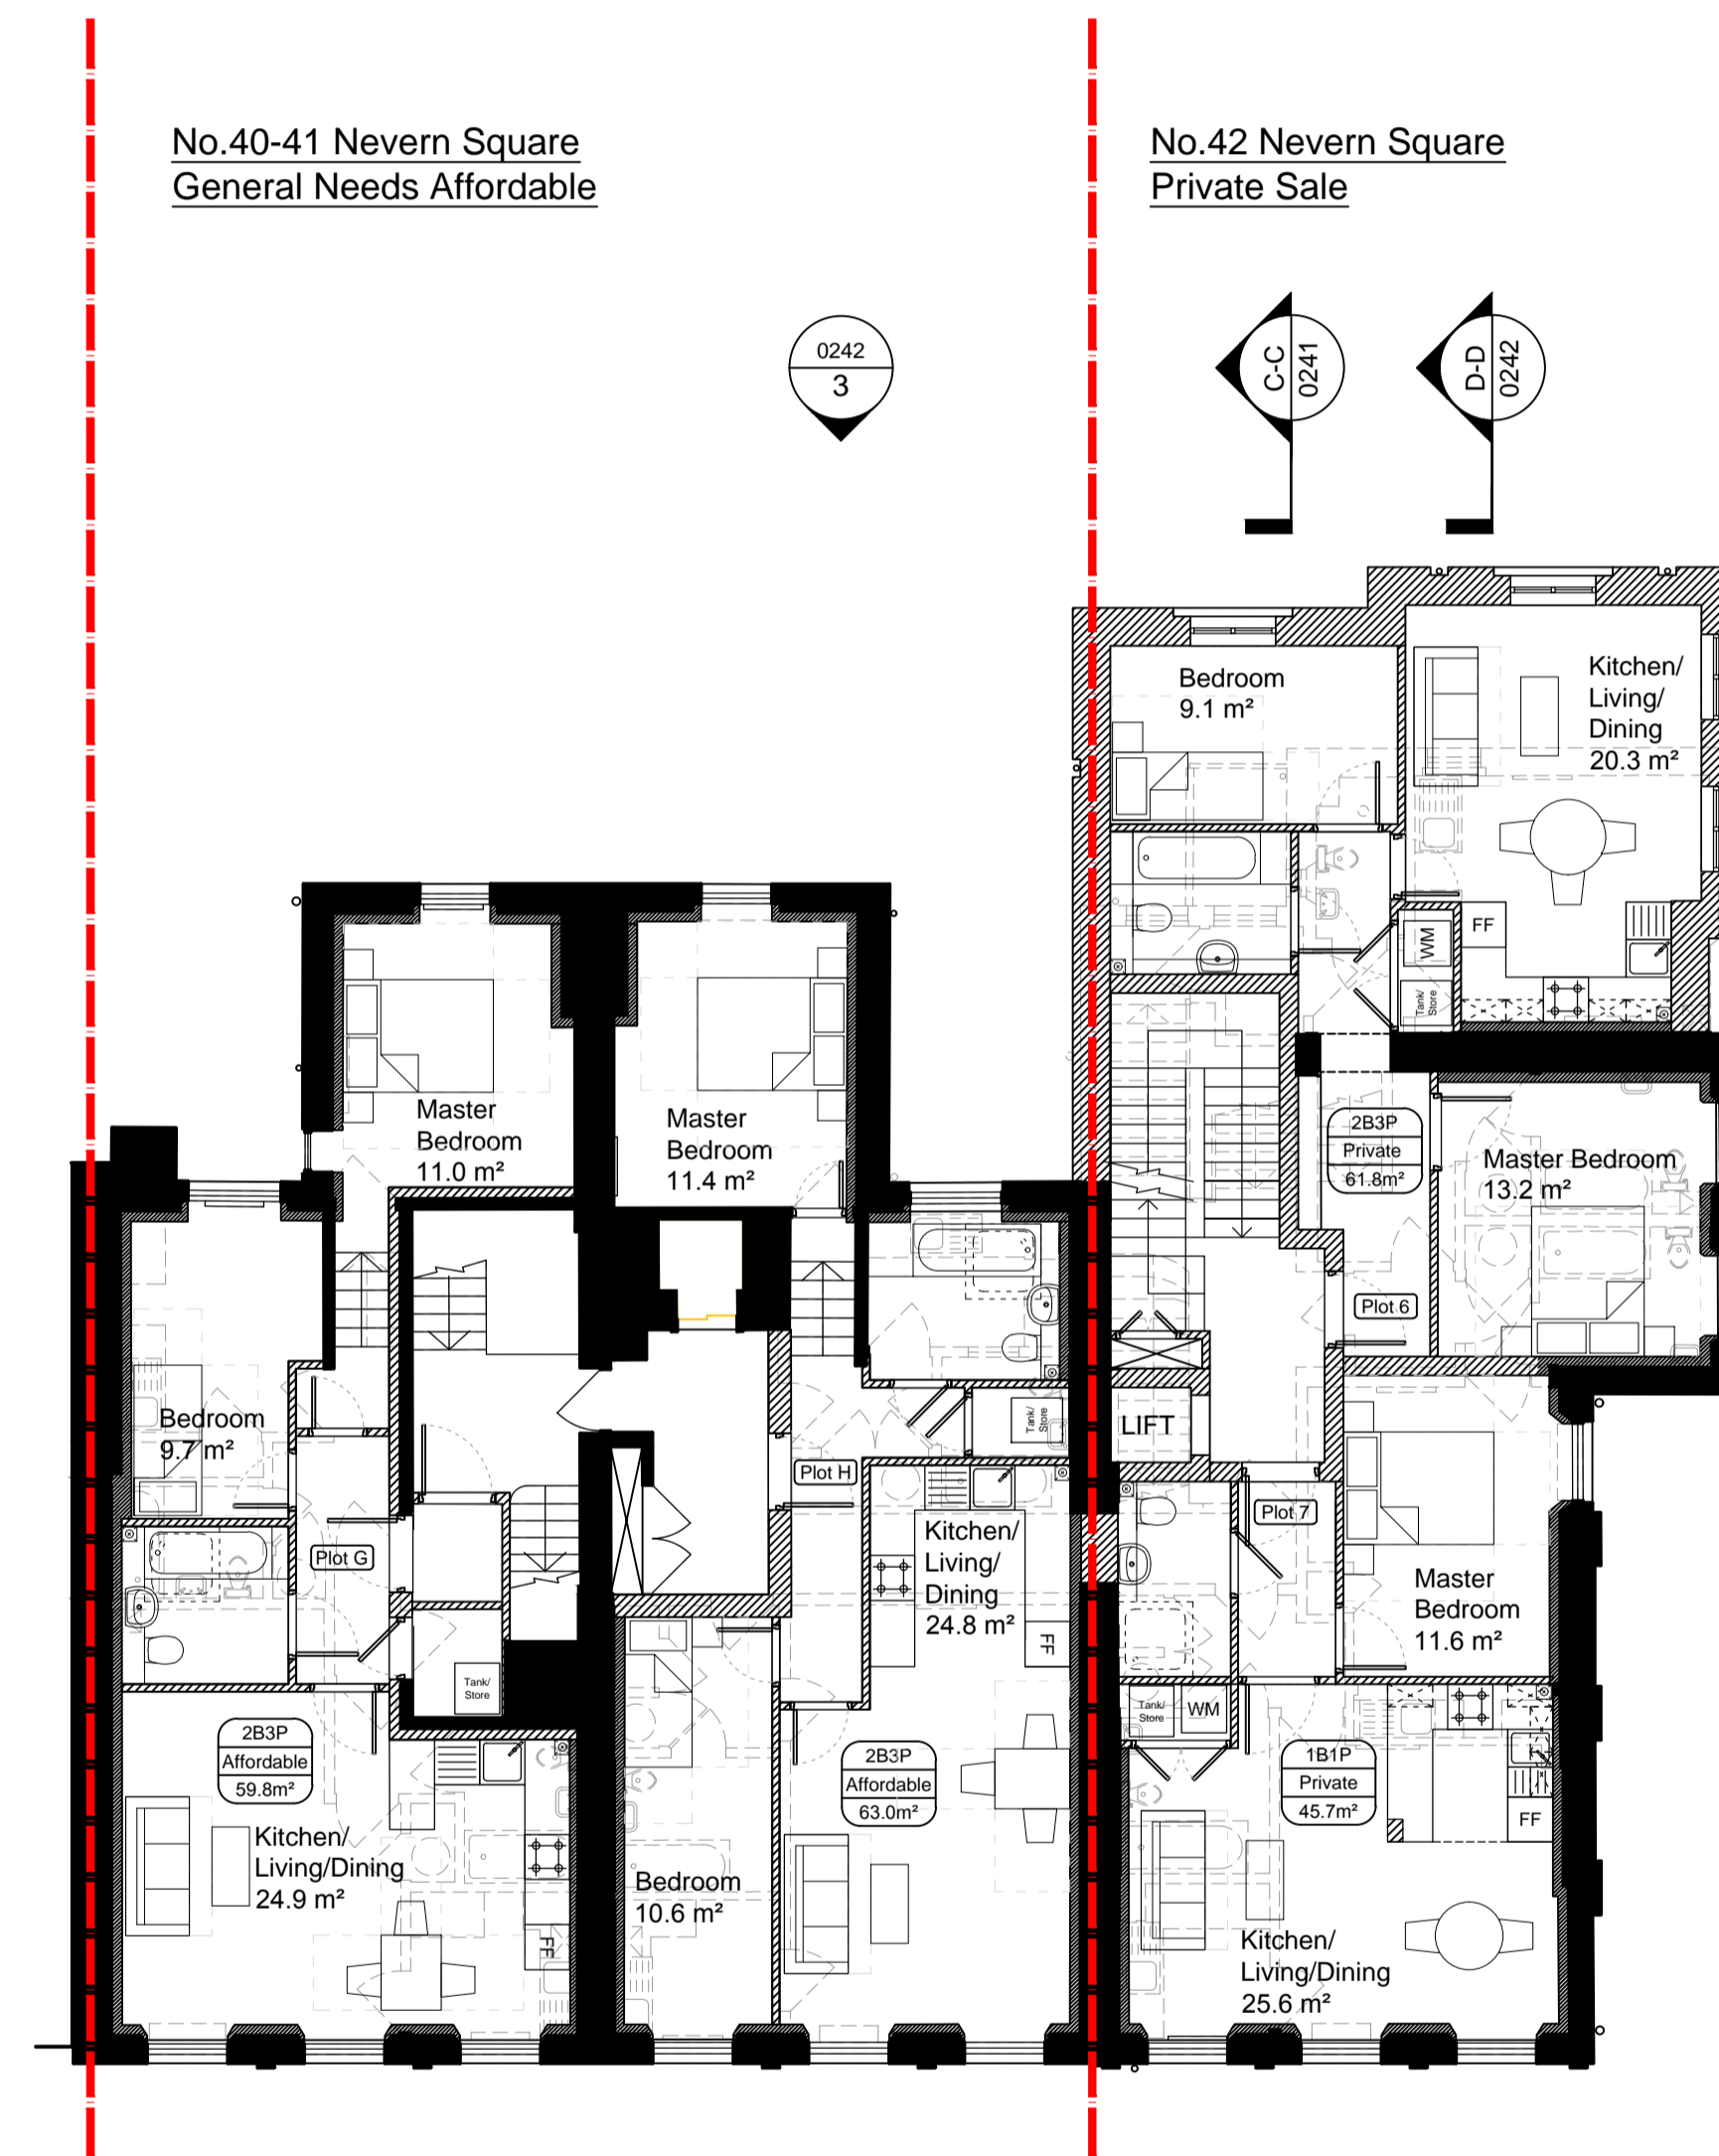 No.40-41 Nevern Square
General Needs Affordable
No.42 Nevern Square
Private Sale
0242
3
C-C
0241
D-D
0242
Bedroom
9.1 m²
Kitchen/
Living/
Dining
20.3 m²
FF
WM
Tank/
Store
Master
Bedroom
11.0 m²
Master
Bedroom
11.4 m²
2B3P
Private
61.8m²
Master Bedroom
13.2 m²
Plot 6
Bedroom
9.7 m²
Tank/
Store
LIFT
Plot H
Plot 7
Plot G
Kitchen/
Living/
Dining
24.8 m²
FF
Master
Bedroom
11.6 m²
Tank/
Store
Tank/
Store
WM
2B3P
Affordable
59.8m²
2B3P
Affordable
63.0m²
1B1P
Private
45.7m²
FF
Kitchen/
Living/Dining
24.9 m²
FF
Bedroom
10.6 m²
Kitchen/
Living/Dining
25.6 m²